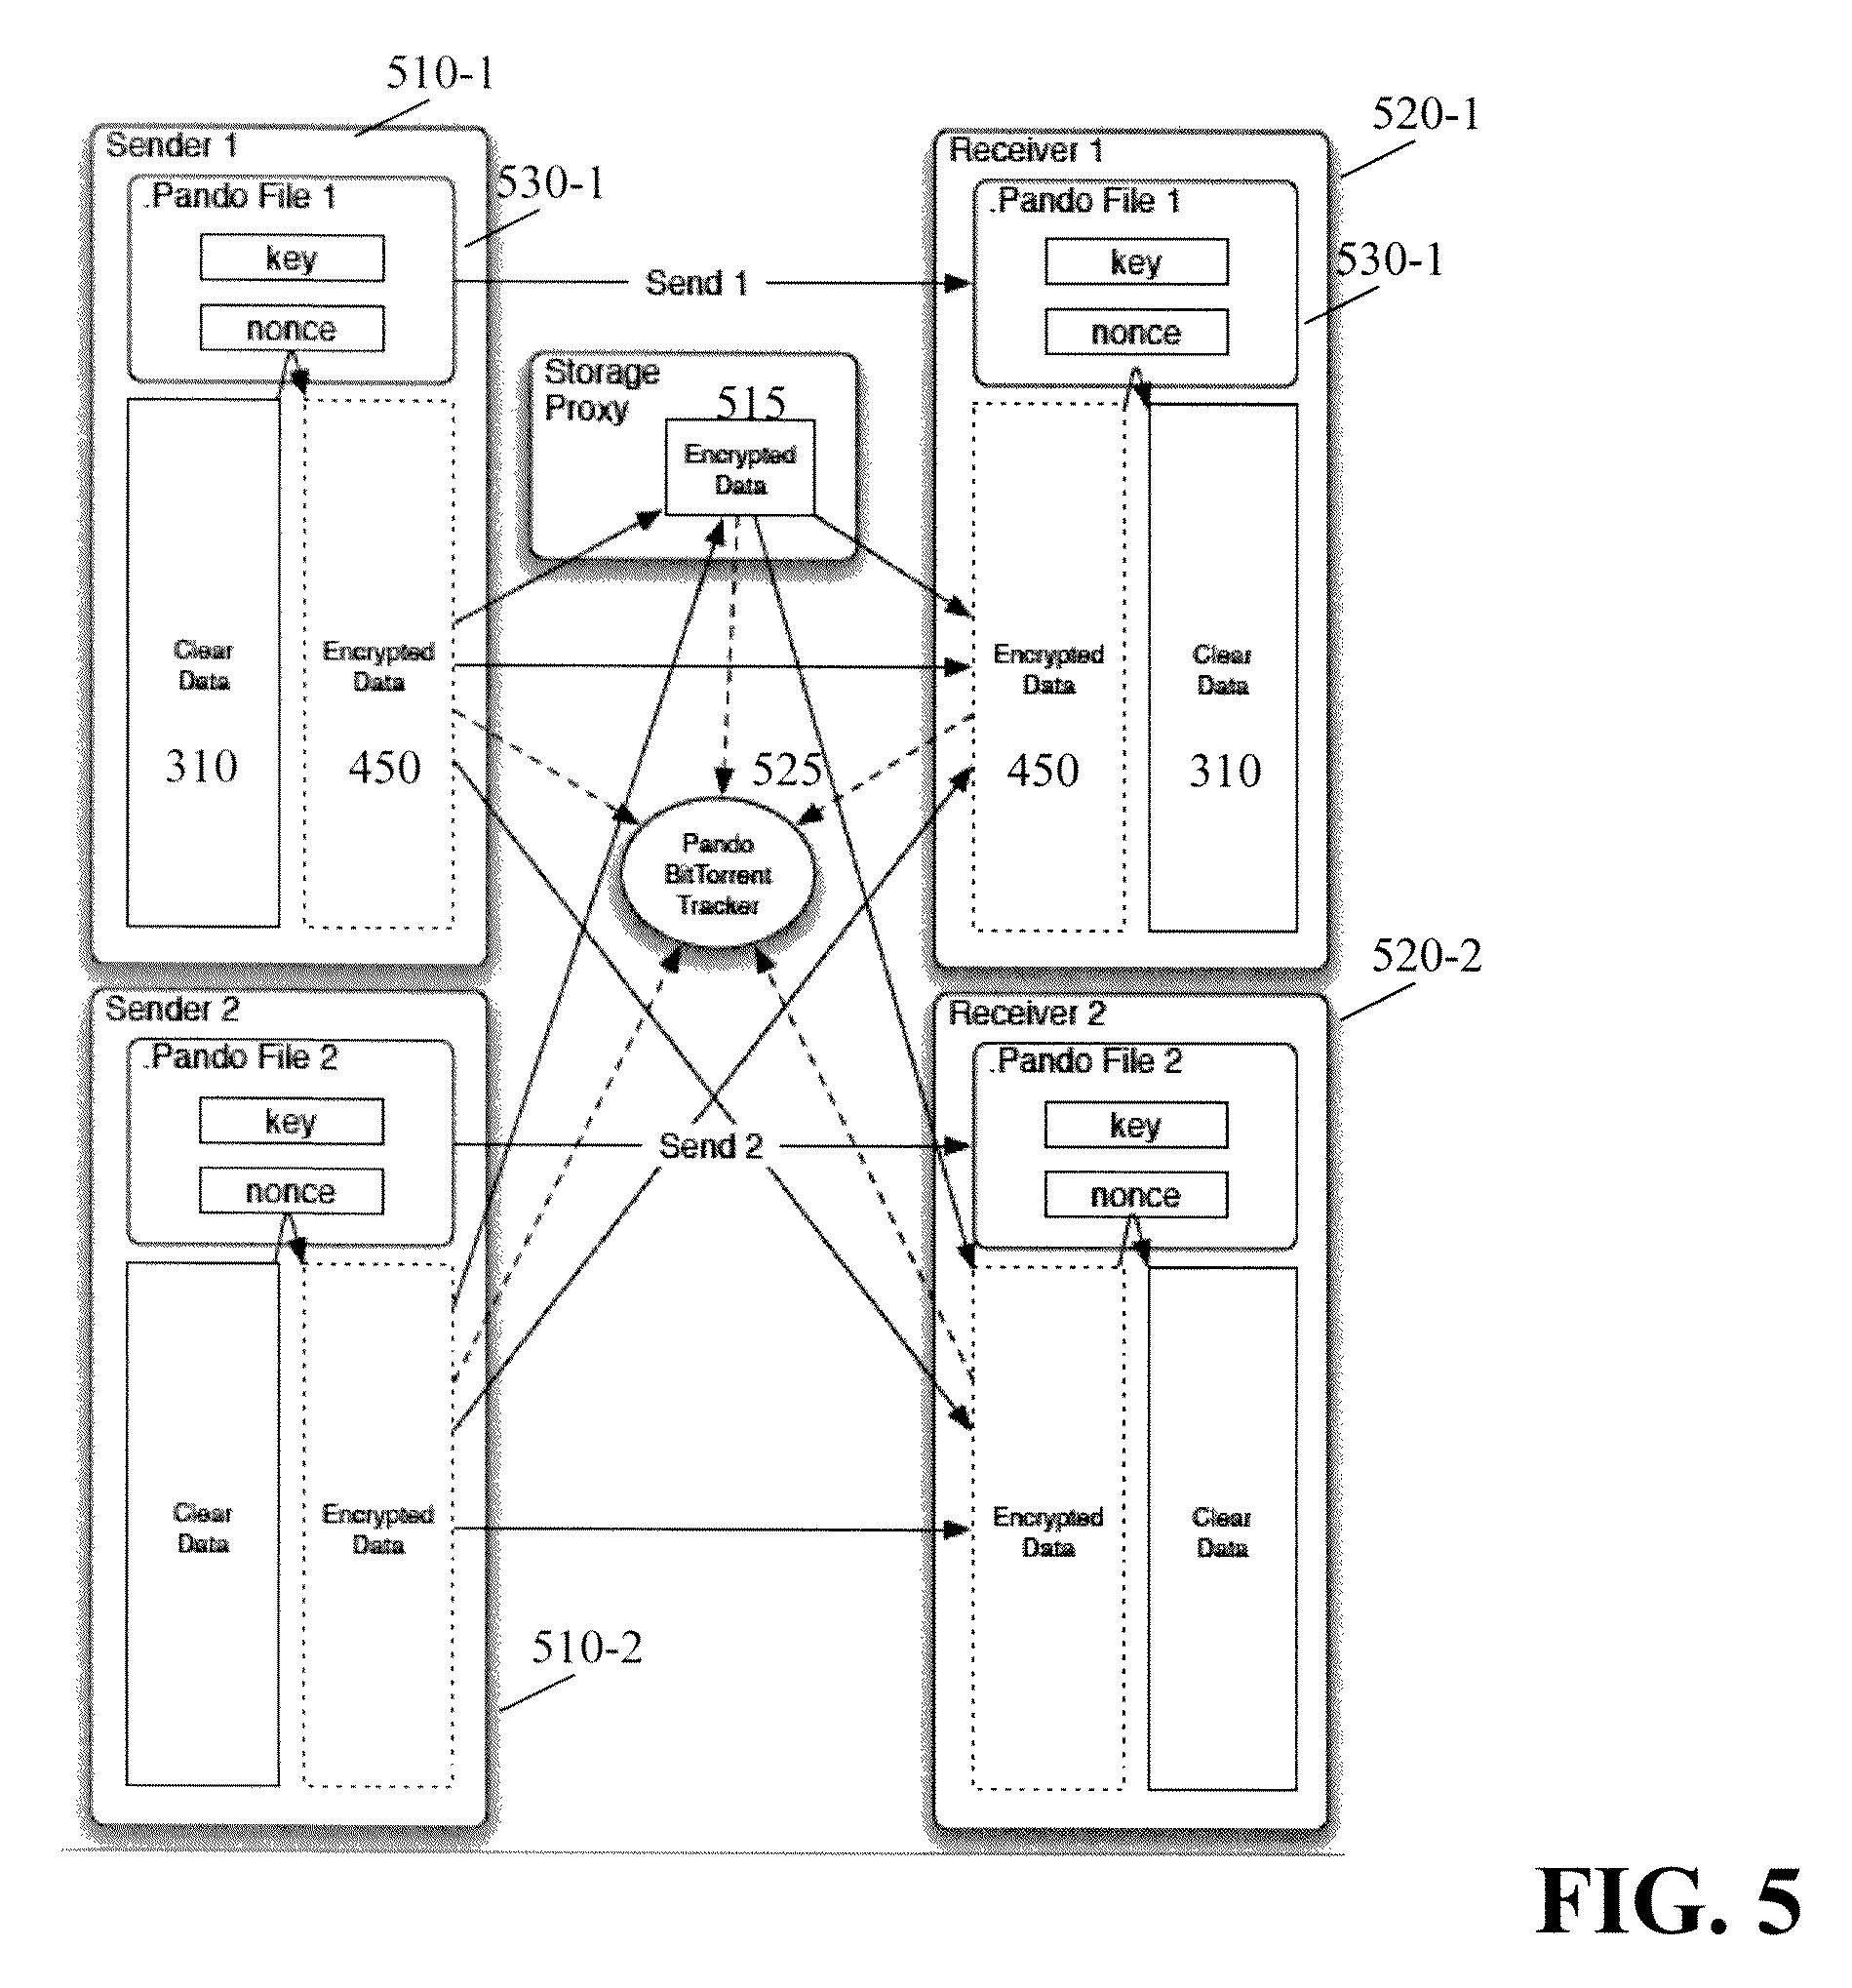 510-1
Sender 1
.Pando File 1
530-1
key
nonce
Send 1
520-1
Receiver 1
.Pando File 1
key
530-1
nonce
Storage
Proxy
515
Encrypted
Data
Clear
Data
310
Encrypted
Data
450
525
Pando
BitTorrent
Tracker
Encrypted
Data
450
Clear
Data
310
520-2
Sender 2
.Pando File 2
key
nonce
Send 2
Receiver 2
.Pando File 2
key
nonce
Clear
Data
Encrypted
Data
Encrypted
Data
Clear
Data
510-2
FIG. 5